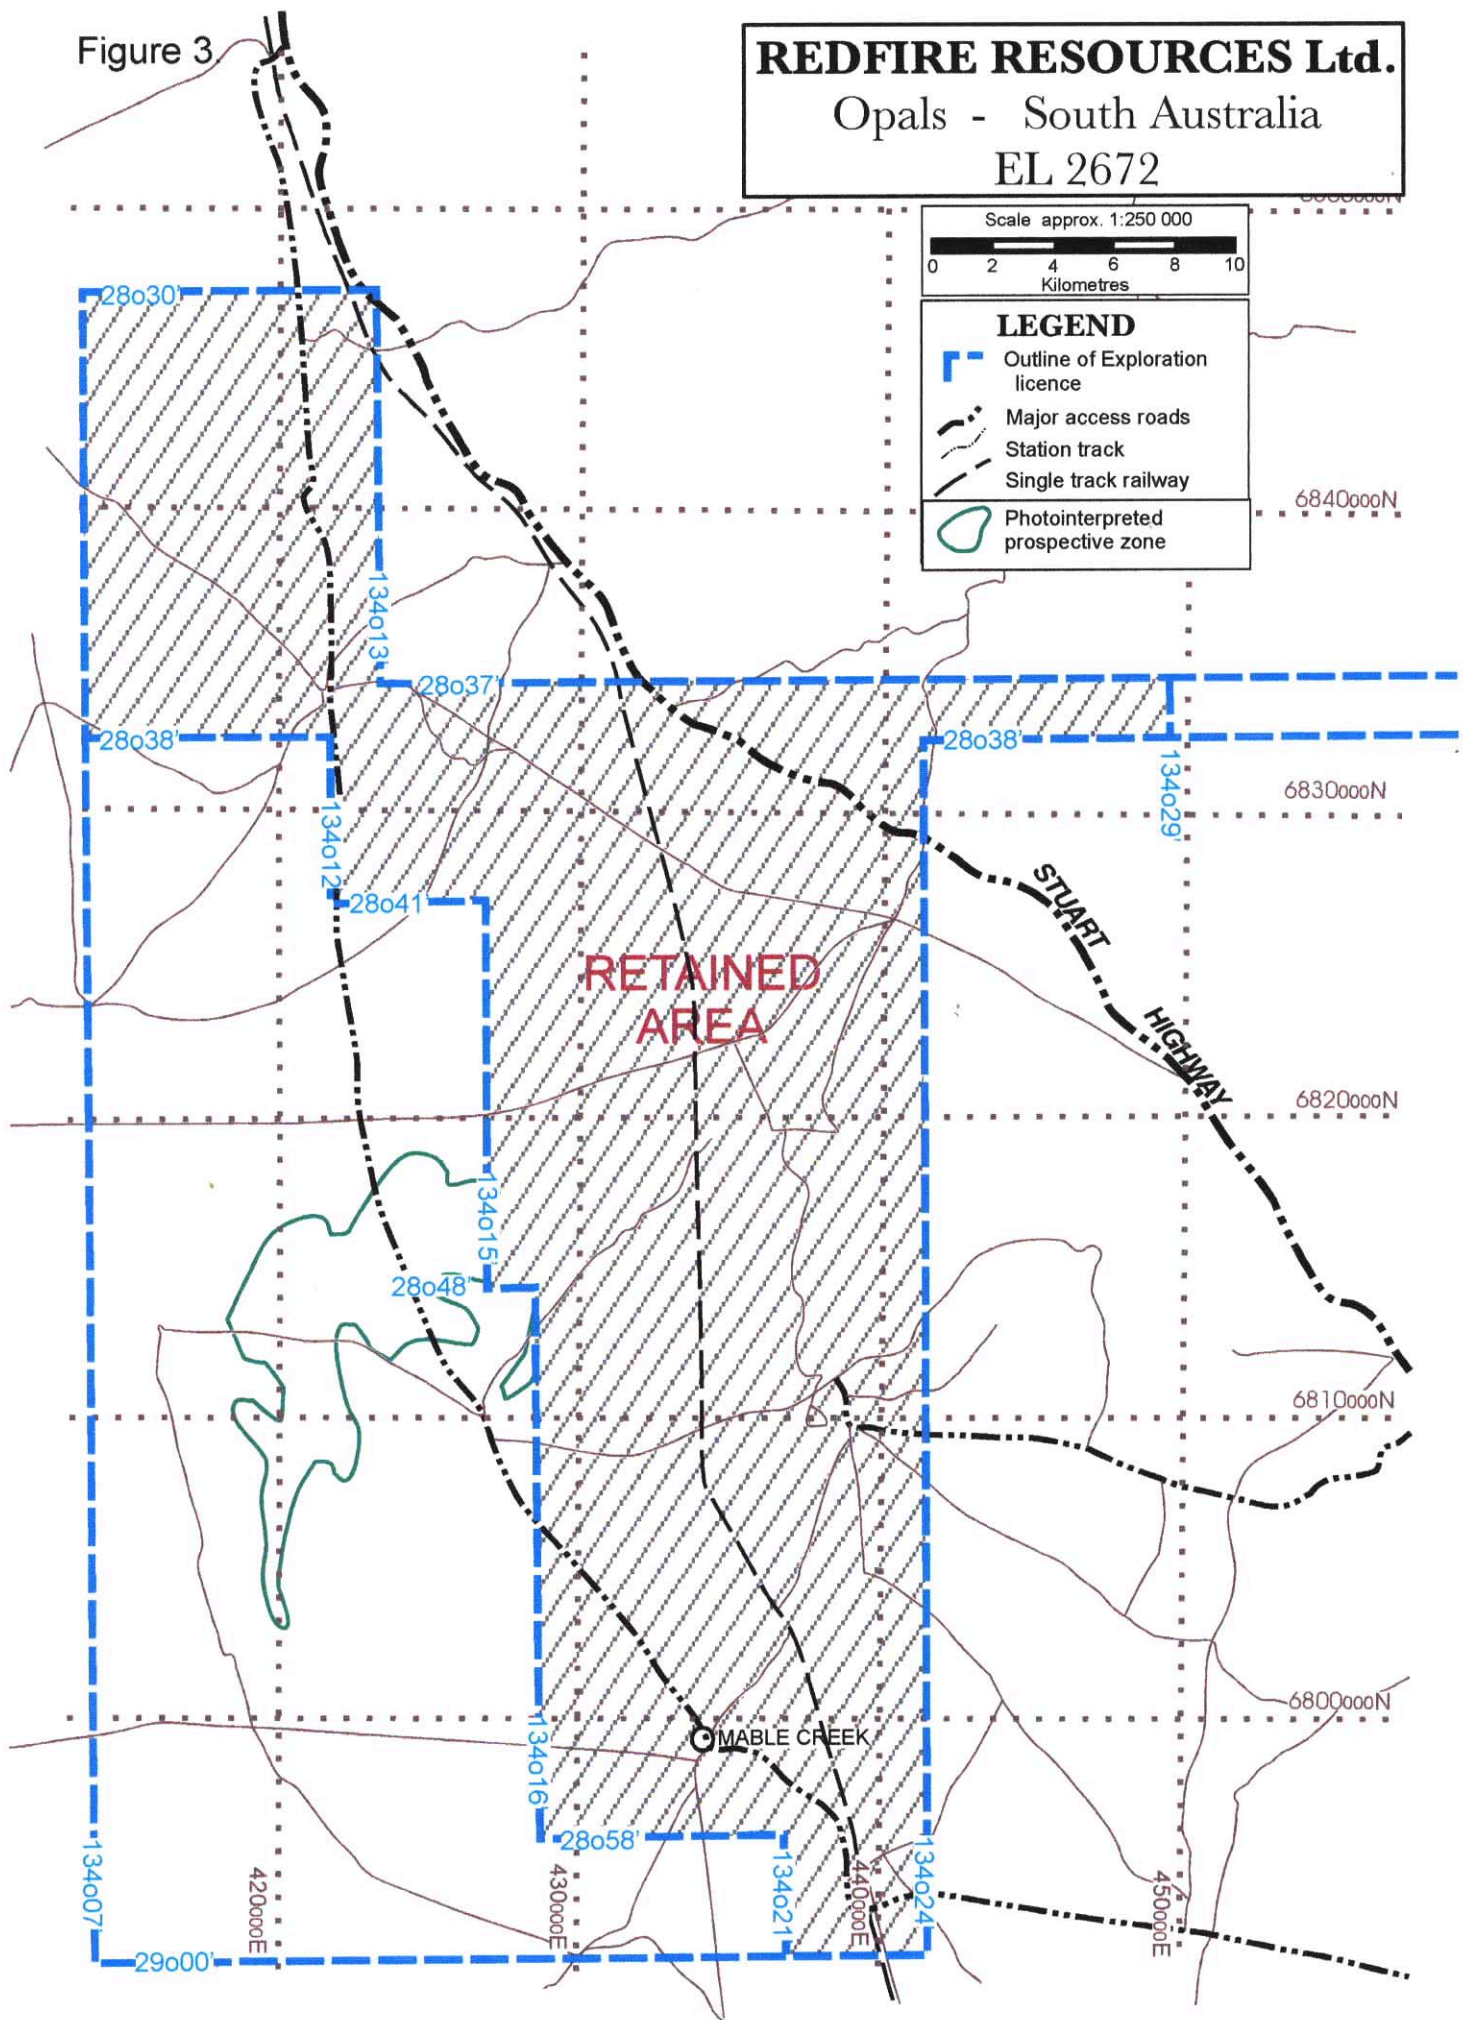 Figure 3.
REDFIRE RESOURCES Ltd.
Opals - South Australia
EL 2672
Scale approx. 1:250 000
0 2 4 6 8 10
Kilometres
LEGEND
Outline of Exploration
licence
Major access roads
Station track
Single track railway
Photointerpreted
prospective zone
28o30'
6840000N
134o13'
28o37'
28o38'
28o38'
134o29'
6830000N
134o12'
28o41'
STUART
HIGHWAY
RETAINED
AREA
6820000N
134o15'
28o48'
6810000N
6800000N
MABLE CREEK
134o16'
28o58'
134o07'
420000E
430000E
134o21'
440000E
134o24'
450000E
29o00'